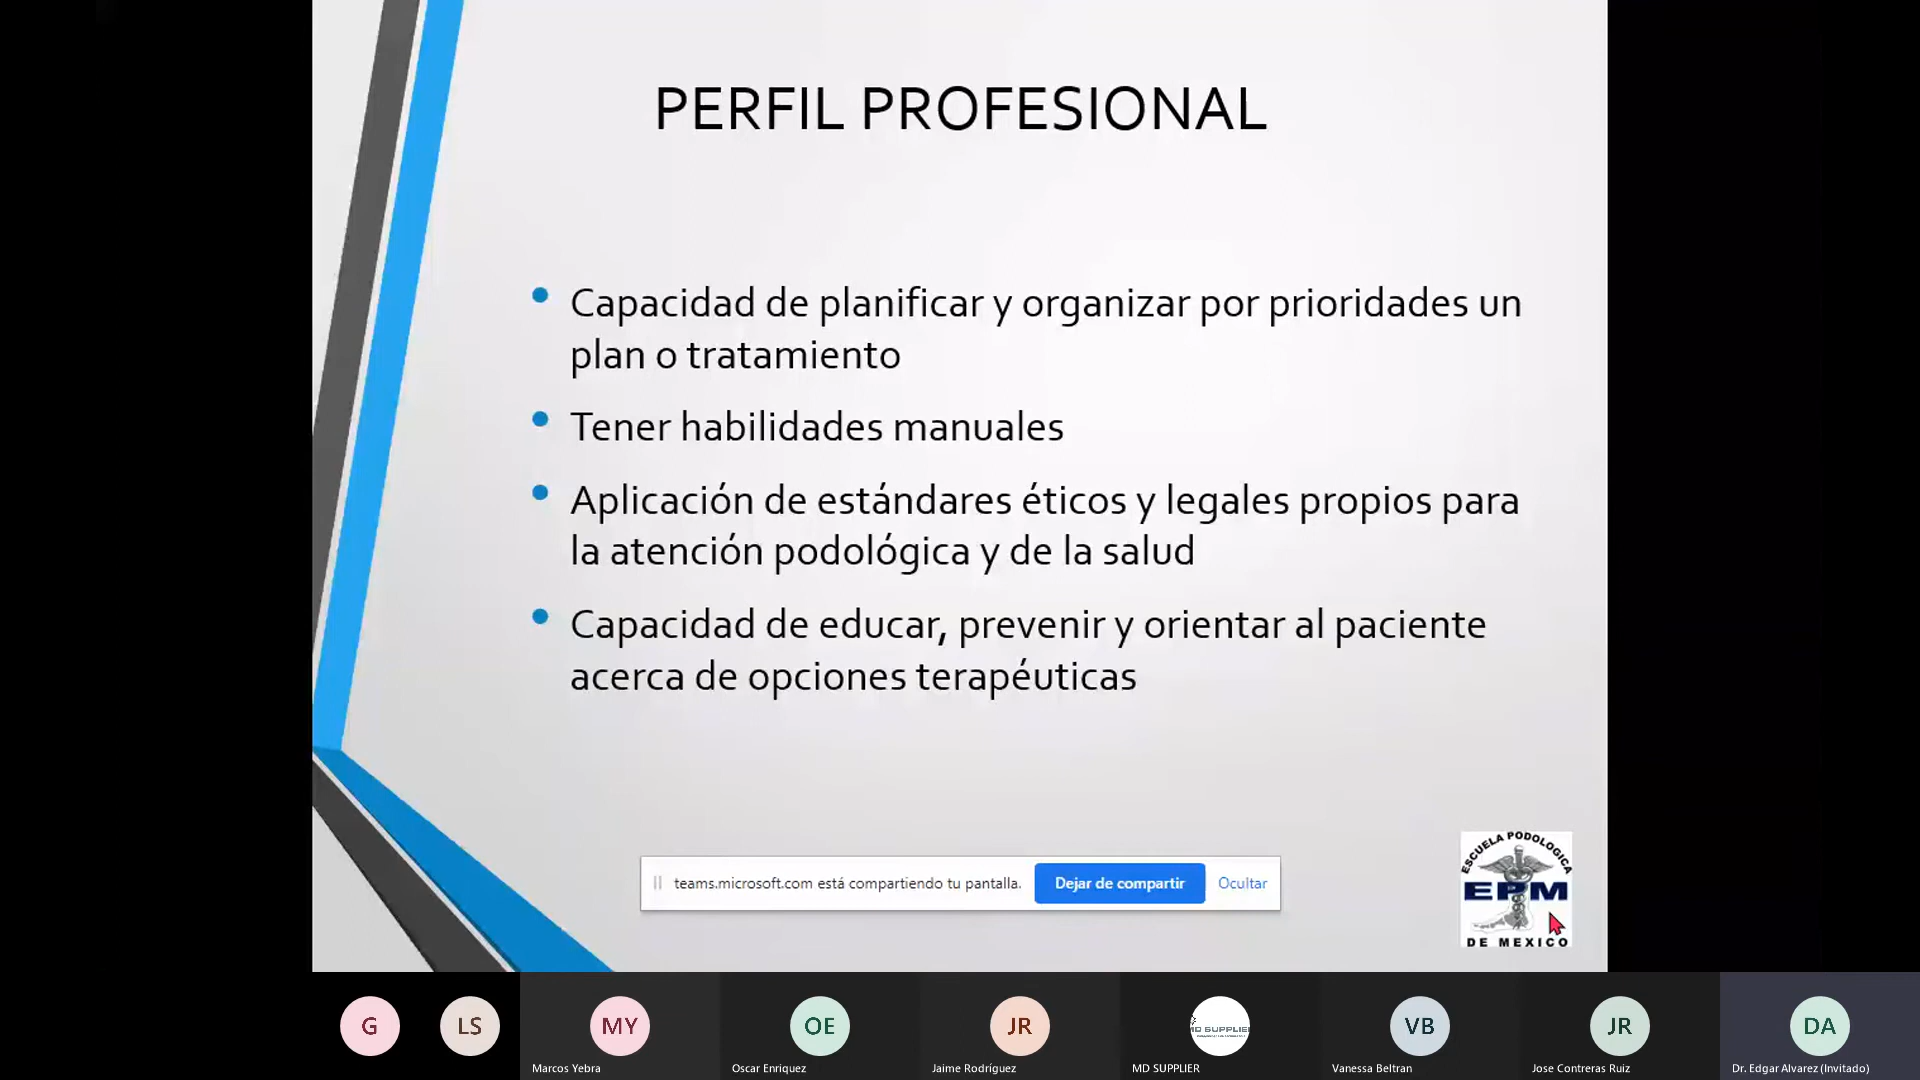 PERFIL PROFESIONAL
Capacidad de planificar y organizar por prioridades un
plan o tratamiento
Tener habilidades manuales
Aplicación de estándares éticos y legales propios para
la atención podológica y de la salud
Capacidad de educar, prevenir y orientar al paciente
acerca de opciones terapéuticas
teams.microsoft.com está compartiendo tu pantalla.
Dejar de compartir
Ocultar
ESCUELA PODOLOGICA
EPM
DE MEXICO
G
LS
MY
OE
JR
MD SUPPLIER
VB
JR
DA
Marcos Yebra
Oscar Enriquez
Jaime Rodríguez
MD SUPPLIER
Vanessa Beltran
Jose Contreras Ruiz
Dr. Edgar Alvarez (Invitado)